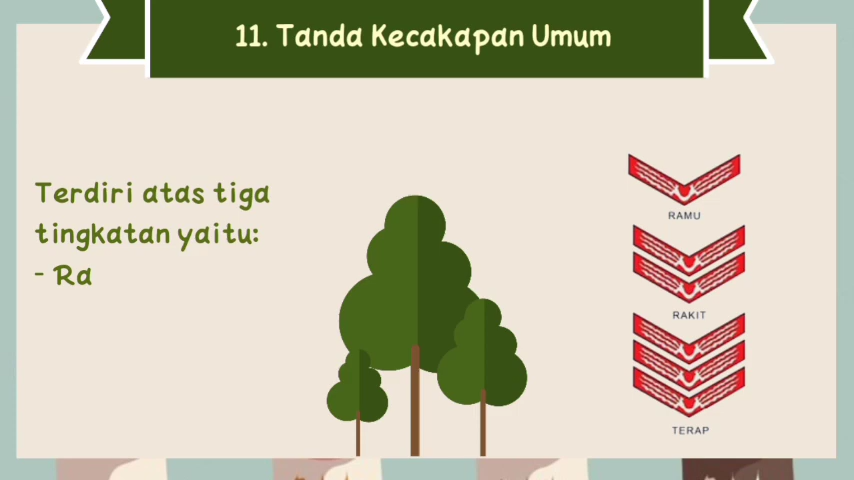 11. Tanda Kecakapan Umum
Terdiri atas tiga
tingkatan yaitu:
- Ra
RAMU
RAKIT
TERAP